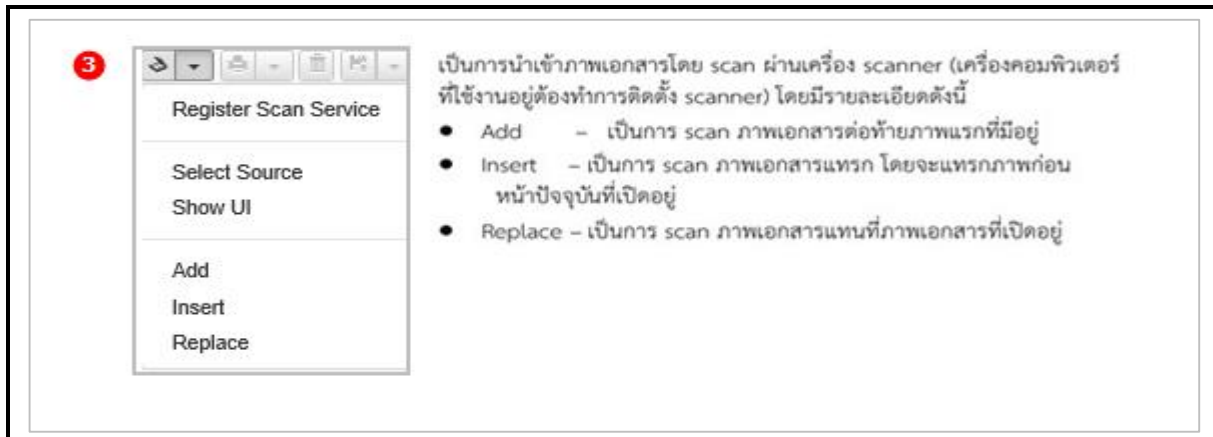 3
Register Scan Service
Select Source
Show UI
Add
Insert
Replace
เป็นการนำเข้าภาพเอกสารโดย scan ผ่านเครื่อง scanner (เครื่องคอมพิวเตอร์
ที่ใช้งานอยู่ต้องทำการติดตั้ง scanner) โดยมีรายละเอียดดังนี้
● Add – เป็นการ scan ภาพเอกสารต่อท้ายภาพแรกที่มีอยู่
● Insert – เป็นการ scan ภาพเอกสารแทรก โดยจะแทรกภาพก่อน
หน้าปัจจุบันที่เปิดอยู่
● Replace – เป็นการ scan ภาพเอกสารแทนที่ภาพเอกสารที่เปิดอยู่